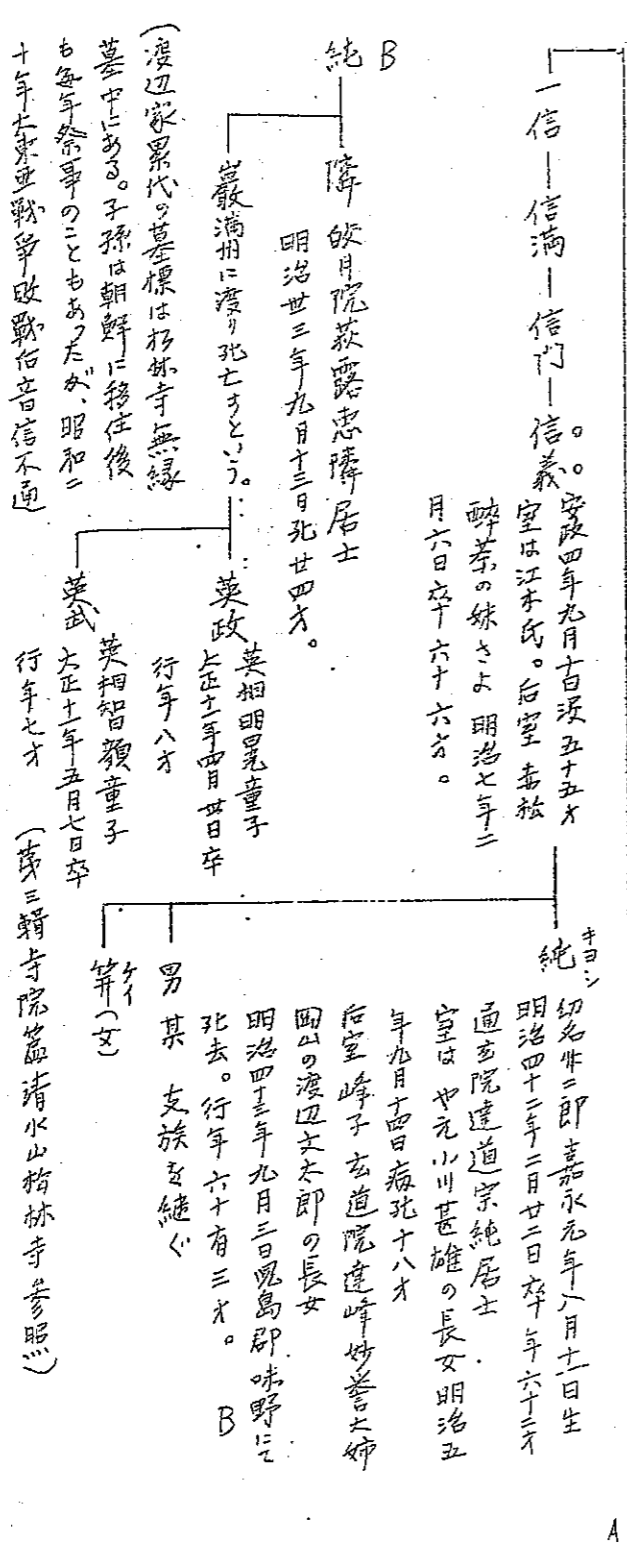 A
一信―信満―信門―信義
安政四年九月十日没 五十五才
室は江木氏。后室 赤松
酔茶の妹さよ 明治七年二
月六日卒 六十六才。
キヨシ
純
幼名 二郎 嘉永元年八月十一日生
明治四十二年二月廿二日卒 年六十二才
通玄院達道宗純居士
室は や元 小川甚雄の長女 明治五
年九月十四日病死十八才
后室 峰子 玄道院達峰妙誉大姉
岡山の渡辺文太郎の長女
明治四十三年九月三日児島郡味野にて
死去。行年六十有三才。
B
男 某 支族を継ぐ
ケイ
笄(女)
B
純
隣 皎月院萩露忠隣居士
明治廿三年九月十三日死 廿四才。
巌 満州に渡り死亡すという。
英政
英相明晃童子
大正十一年四月廿日卒
行年八才
英武
英相智顔童子
大正十一年五月七日卒
行年七才
(渡辺家累代の墓標は松林寺無縁
墓中にある。子孫は朝鮮に移住後
も毎年祭事のこともあったが、昭和二
十年大東亜戦争敗戦后音信不通
(第三輯寺院篇清水山松林寺参照)